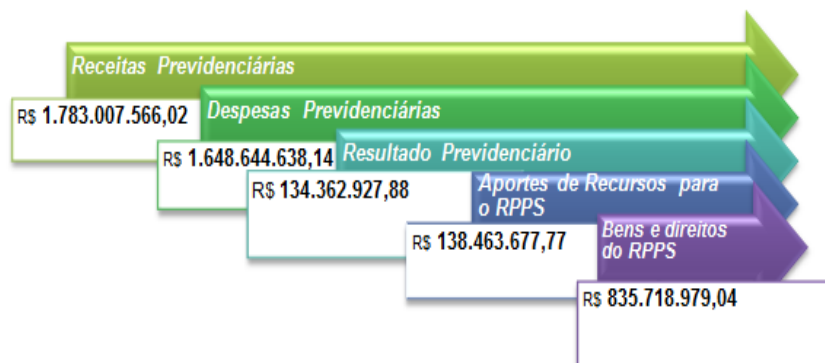 Receitas Previdenciárias
R$ 1.783.007.566,02
Despesas Previdenciárias
R$ 1.648.644.638,14
Resultado Previdenciário
R$ 134.362.927,88
Aportes de Recursos para
o RPPS
R$ 138.463.677,77
Bens e direitos
do RPPS
R$ 835.718.979,04